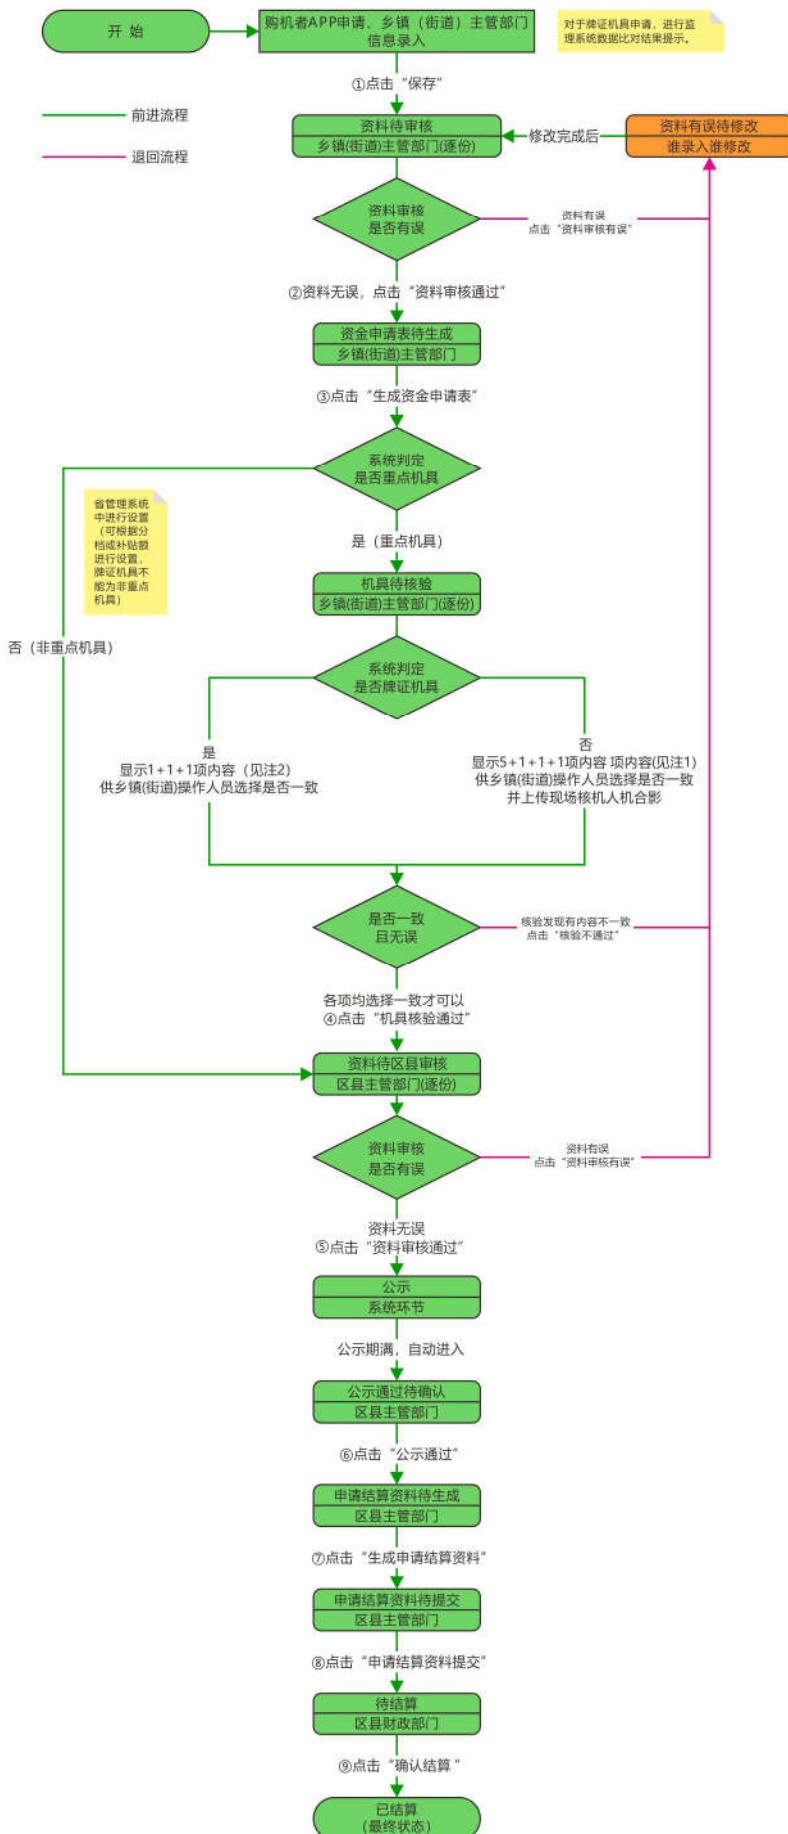 开 始
购机者APP申请、乡镇（街道）主管部门
信息录入
对于牌证机具申请，进行监
理系统数据比对结果提示。
①点击“保存”
前进流程
退回流程
资料待审核
乡镇(街道)主管部门(逐份)
修改完成后
资料有误待修改
谁录入谁修改
资料审核
是否有误
资料有误
点击“资料审核有误”
②资料无误，点击“资料审核通过”
资金申请表待生成
乡镇(街道)主管部门
③点击“生成资金申请表”
系统判定
是否重点机具
省管理系统
中进行设置
（可根据分
档或补贴额
进行设置，
牌证机具不
能为非重点
机具）
是（重点机具）
机具待核验
乡镇(街道)主管部门(逐份)
否（非重点机具）
系统判定
是否牌证机具
是
显示1+1+1项内容（见注2）
供乡镇(街道)操作人员选择是否一致
否
显示5+1+1+1项内容 项内容(见注1)
供乡镇(街道)操作人员选择是否一致
并上传现场核机人机合影
是否一致
且无误
核验发现有内容不一致
点击“核验不通过”
各项均选择一致才可以
④点击“机具核验通过”
资料待区县审核
区县主管部门(逐份)
资料审核
是否有误
资料有误
点击“资料审核有误”
资料无误
⑤点击“资料审核通过”
公示
系统环节
公示期满，自动进入
公示通过待确认
区县主管部门
⑥点击“公示通过”
申请结算资料待生成
区县主管部门
⑦点击“生成申请结算资料”
申请结算资料待提交
区县主管部门
⑧点击“申请结算资料提交”
待结算
区县财政部门
⑨点击“确认结算 ”
已结算
（最终状态）